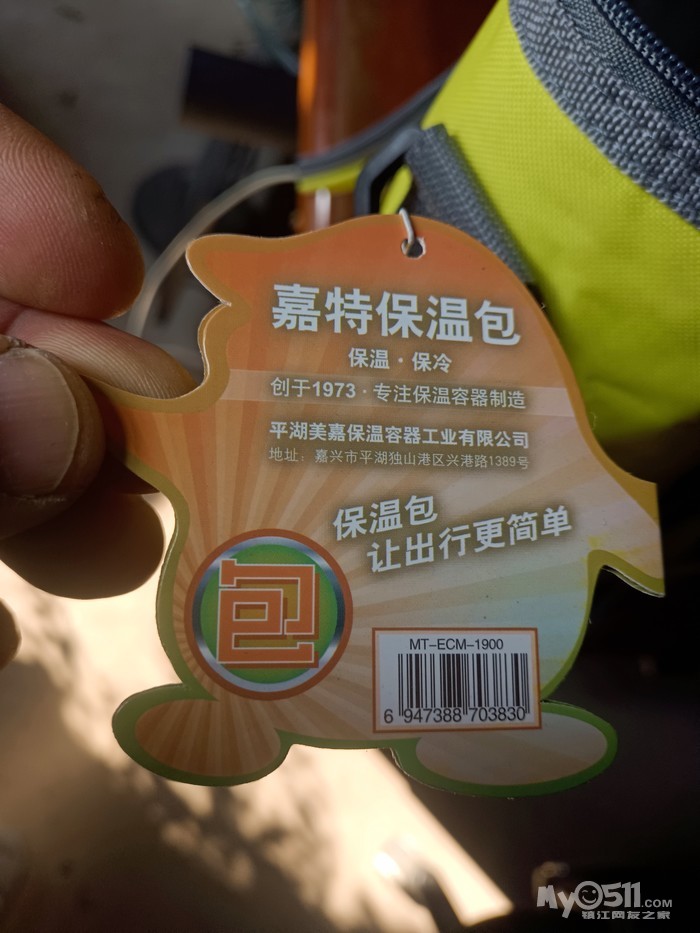 嘉特保温包
保温·保冷
创于1973·专注保温容器制造
平湖美嘉保温容器工业有限公司
地址：嘉兴市平湖独山港区兴港路1389号
保温包
让出行更简单
包
MT-ECM-1900
6 947388 703830
My0511.COM
镇江网友之家